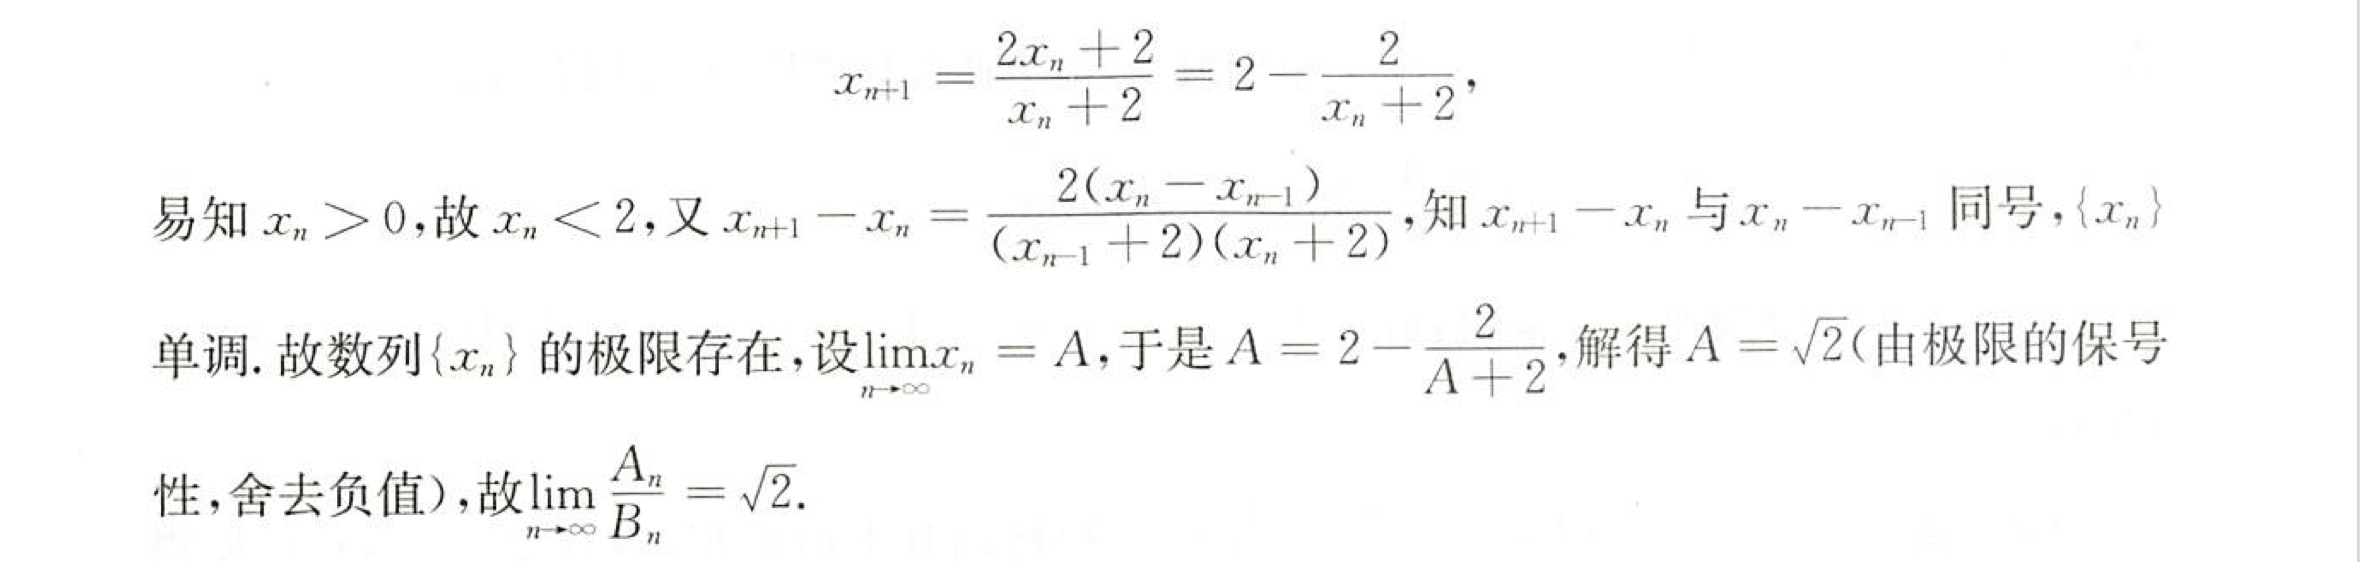 $x_{n+1} = \frac{2x_n + 2}{x_n + 2} = 2 - \frac{2}{x_n + 2}$,
易知 $x_n > 0$,故 $x_n < 2$,又 $x_{n+1} - x_n = \frac{2(x_n - x_{n-1})}{(x_{n-1} + 2)(x_n + 2)}$,知 $x_{n+1} - x_n$ 与 $x_n - x_{n-1}$ 同号,$\{x_n\}$
单调. 故数列$\{x_n\}$ 的极限存在,设$\lim_{n \to \infty} x_n = A$,于是 $A = 2 - \frac{2}{A + 2}$,解得 $A = \sqrt{2}$(由极限的保号
性,舍去负值),故$\lim_{n \to \infty} \frac{A_n}{B_n} = \sqrt{2}$.